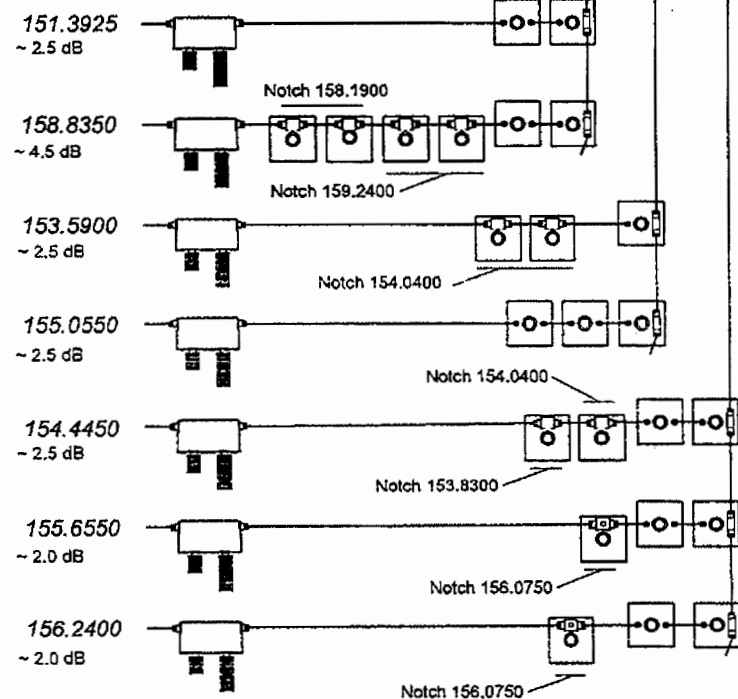 151.3925
~ 2.5 dB
Notch 158.1900
158.8350
~ 4.5 dB
Notch 159.2400
153.5900
~ 2.5 dB
Notch 154.0400
155.0550
~ 2.5 dB
Notch 154.0400
154.4450
~ 2.5 dB
Notch 153.8300
155.6550
~ 2.0 dB
Notch 156.0750
156.2400
~ 2.0 dB
Notch 156.0750